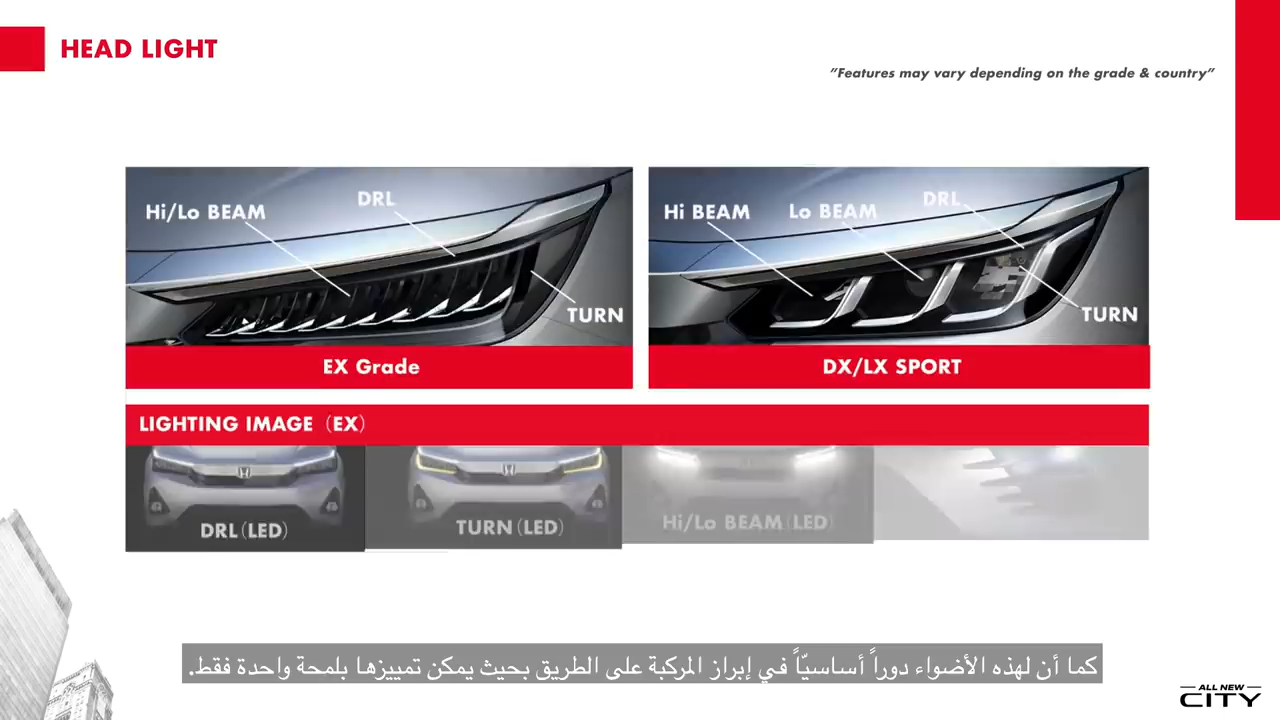 HEAD LIGHT
"Features may vary depending on the grade & country"
Hi/Lo BEAM
DRL
TURN
EX Grade
Hi BEAM
Lo BEAM
DRL
TURN
DX/LX SPORT
LIGHTING IMAGE (EX)
DRL (LED)
TURN (LED)
Hi/Lo BEAM (LED)
كما أن لهذه الأضواء دوراً أساسيّاً في إبراز المركبة على الطريق بحيث يمكن تمييزها بلمحة واحدة فقط.
ALL NEW
CITY